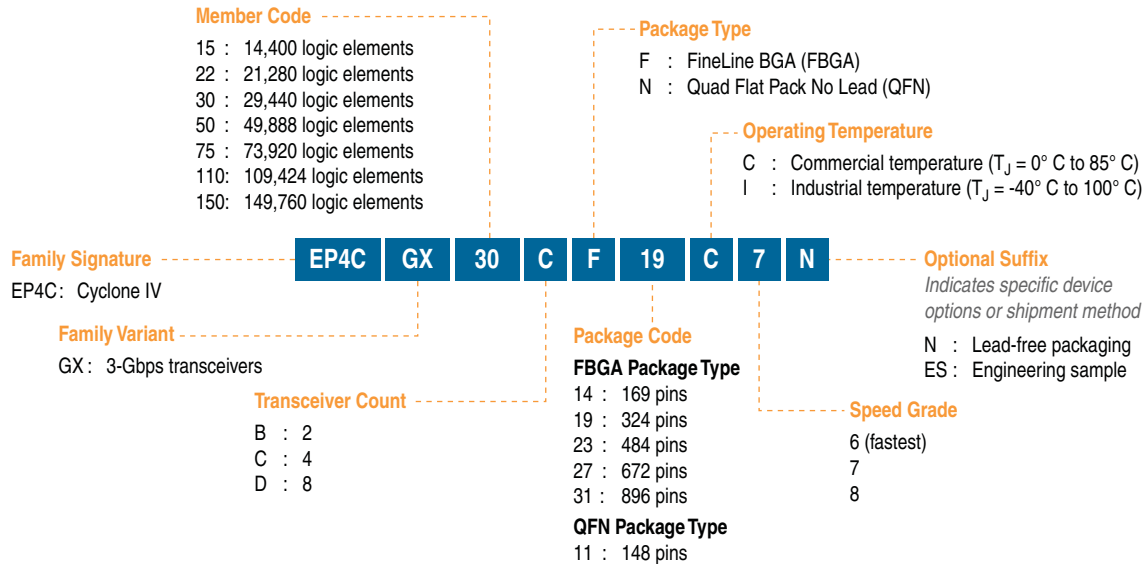 Member Code
15 : 14,400 logic elements
22 : 21,280 logic elements
30 : 29,440 logic elements
50 : 49,888 logic elements
75 : 73,920 logic elements
110: 109,424 logic elements
150: 149,760 logic elements
Package Type
F : FineLine BGA (FBGA)
N : Quad Flat Pack No Lead (QFN)
Operating Temperature
C : Commercial temperature (TJ = 0° C to 85° C)
I : Industrial temperature (TJ = -40° C to 100° C)
EP4C GX 30 C F 19 C 7 N
Family Signature
EP4C: Cyclone IV
Family Variant
GX : 3-Gbps transceivers
Transceiver Count
B : 2
C : 4
D : 8
Package Code
FBGA Package Type
14 : 169 pins
19 : 324 pins
23 : 484 pins
27 : 672 pins
31 : 896 pins
QFN Package Type
11 : 148 pins
Speed Grade
6 (fastest)
7
8
Optional Suffix
Indicates specific device
options or shipment method
N : Lead-free packaging
ES : Engineering sample